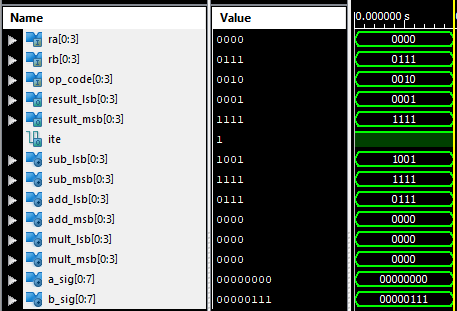 Name Value 0.000000 s
ra[0:3] 0000 0000
rb[0:3] 0111 0111
op_code[0:3] 0010 0010
result_lsb[0:3] 0001 0001
result_msb[0:3] 1111 1111
ite 1
sub_lsb[0:3] 1001 1001
sub_msb[0:3] 1111 1111
add_lsb[0:3] 0111 0111
add_msb[0:3] 0000 0000
mult_lsb[0:3] 0000 0000
mult_msb[0:3] 0000 0000
a_sig[0:7] 00000000 00000000
b_sig[0:7] 00000111 00000111